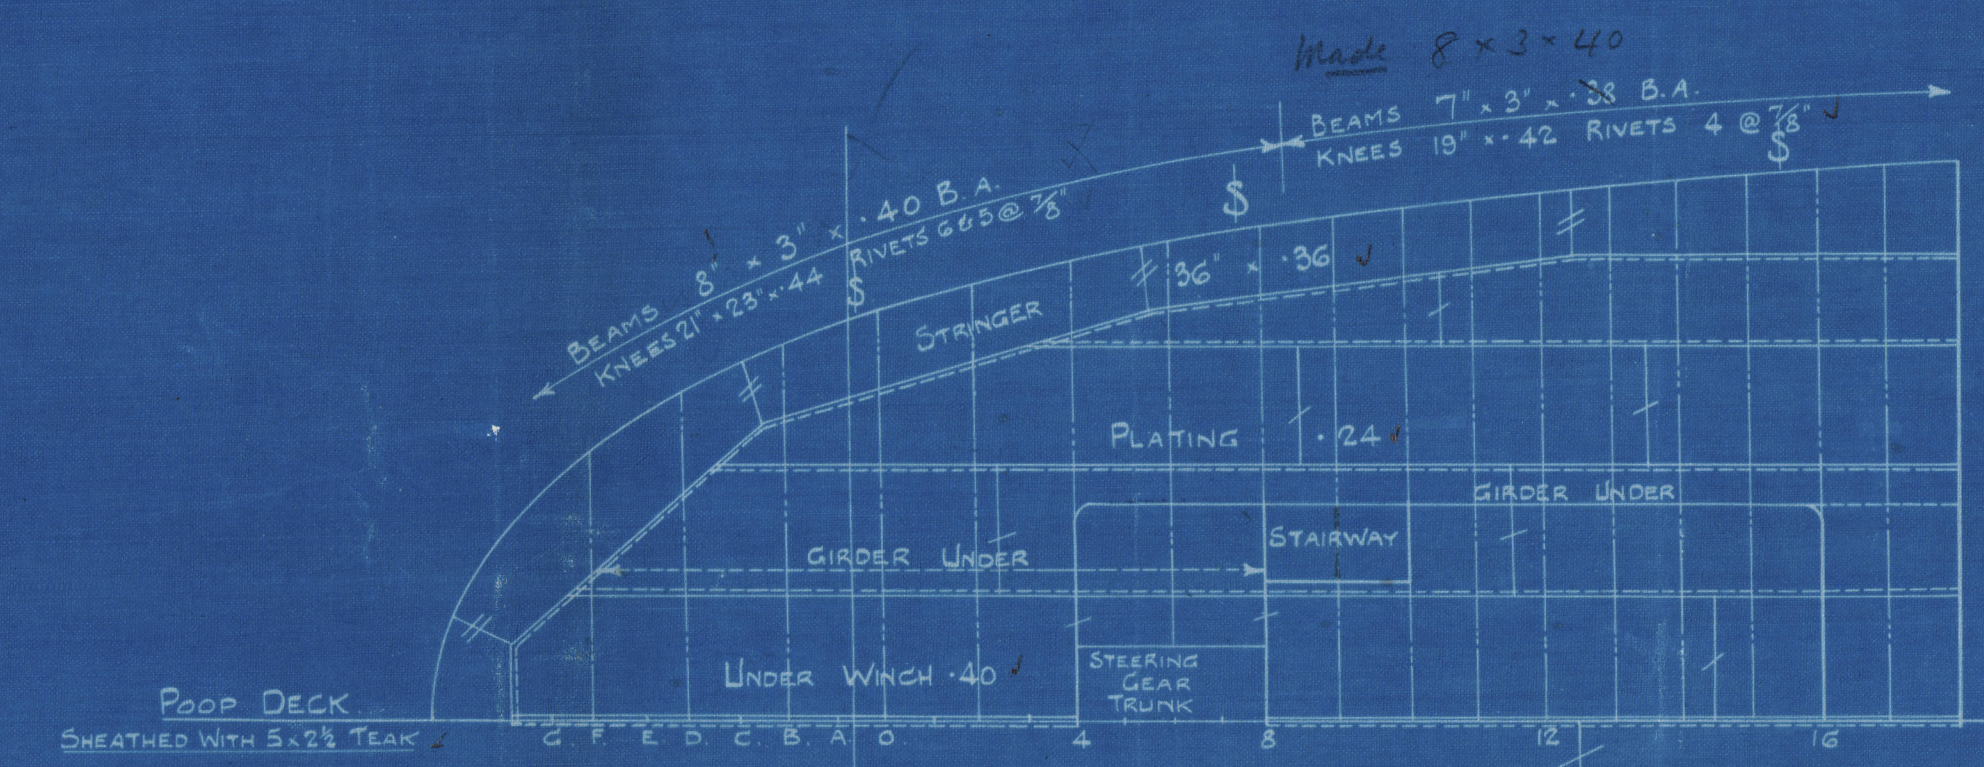 Made 8 x 3 x 40
BEAMS 7" x 3" x .38 B.A.
KNEES 19" x .42 RIVETS 4 @ 7/8"
BEAMS 8" x 3" x .40 B.A.
KNEES 21" x 23" x .44 RIVETS 6 & 5 @ 7/8"
$ $ $
STRINGER 36" x .36
PLATING .24
GIRDER UNDER
STAIRWAY
GIRDER UNDER
UNDER WINCH .40
STEERING
GEAR
TRUNK
POOP DECK
SHEATHED WITH 5 x 2½ TEAK
G. F. E. D. C. B. A. O. 4 8 12 16